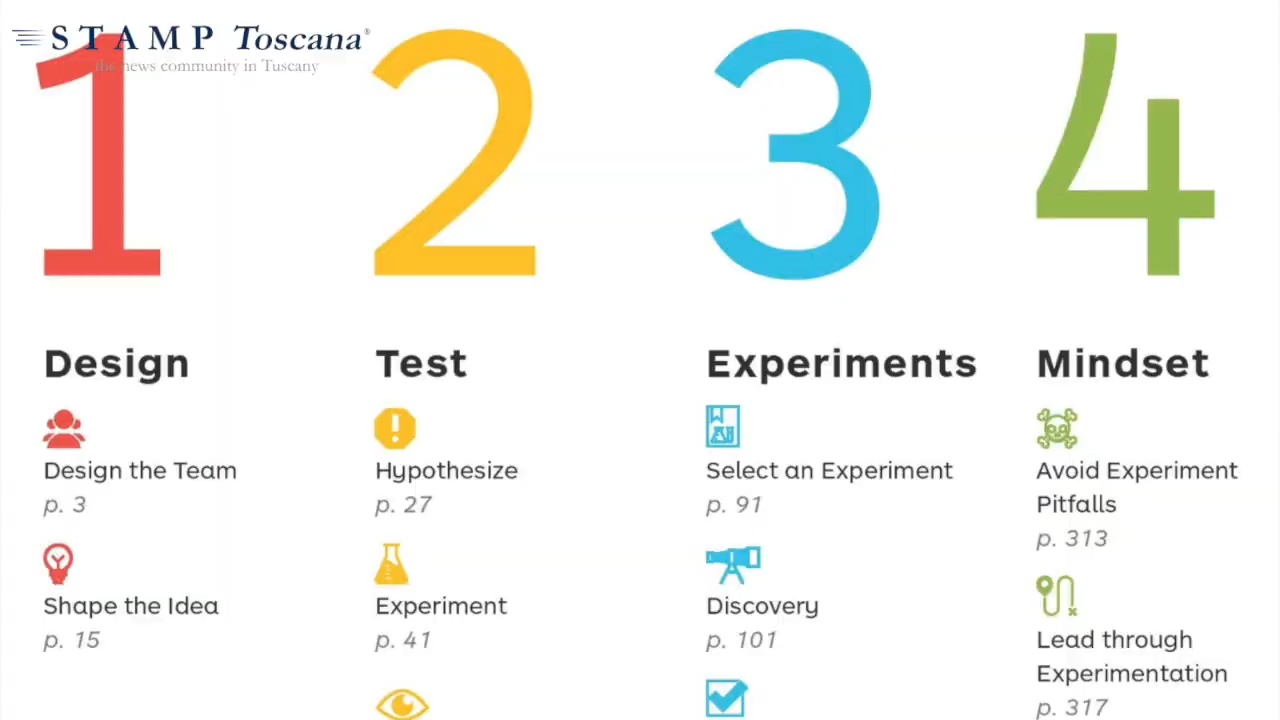 STAMP Toscana®
the news community in Tuscany
1
2
3
4
Design
Design the Team
p. 3
Shape the Idea
p. 15
Test
Hypothesize
p. 27
Experiment
p. 41
Experiments
Select an Experiment
p. 91
Discovery
p. 101
Mindset
Avoid Experiment
Pitfalls
p. 313
Lead through
Experimentation
p. 317